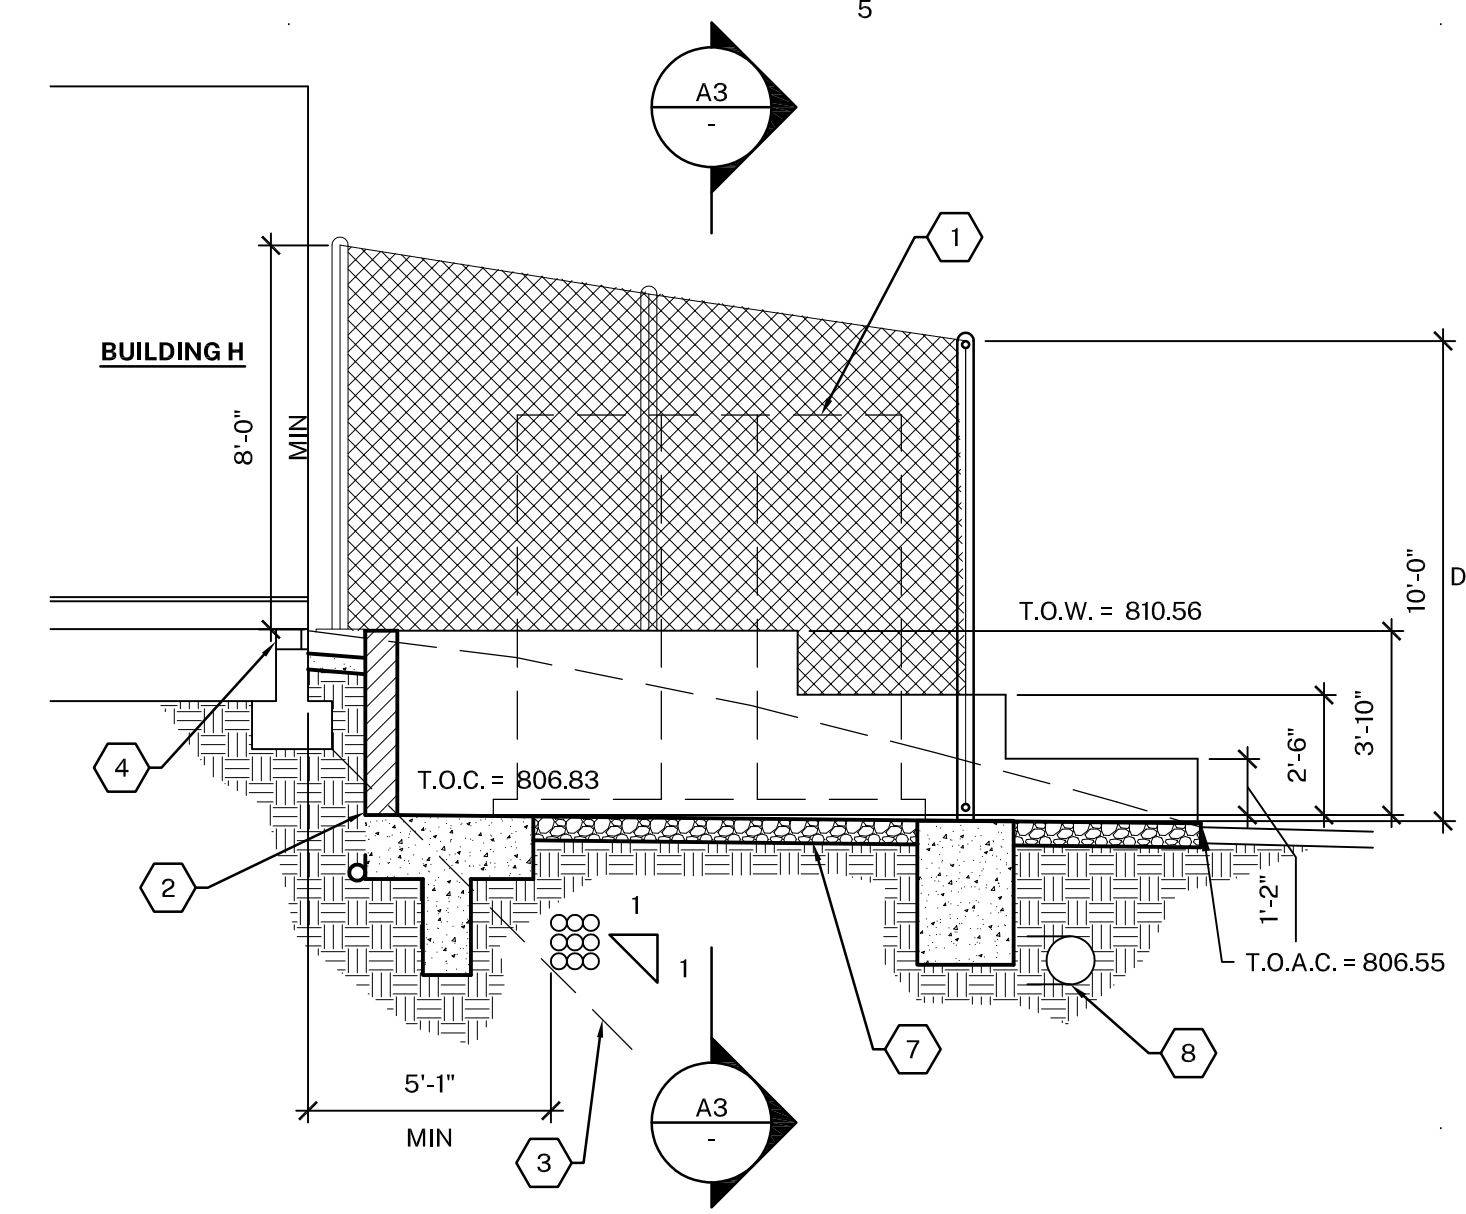 5
A3
-
1
BUILDING H
8'-0"
MIN
10'-0"
D
T.O.W. = 810.56
3'-10"
2'-6"
4
T.O.C. = 806.83
2
1'-2"
1
1
T.O.A.C. = 806.55
7
8
5'-1"
MIN
A3
-
3